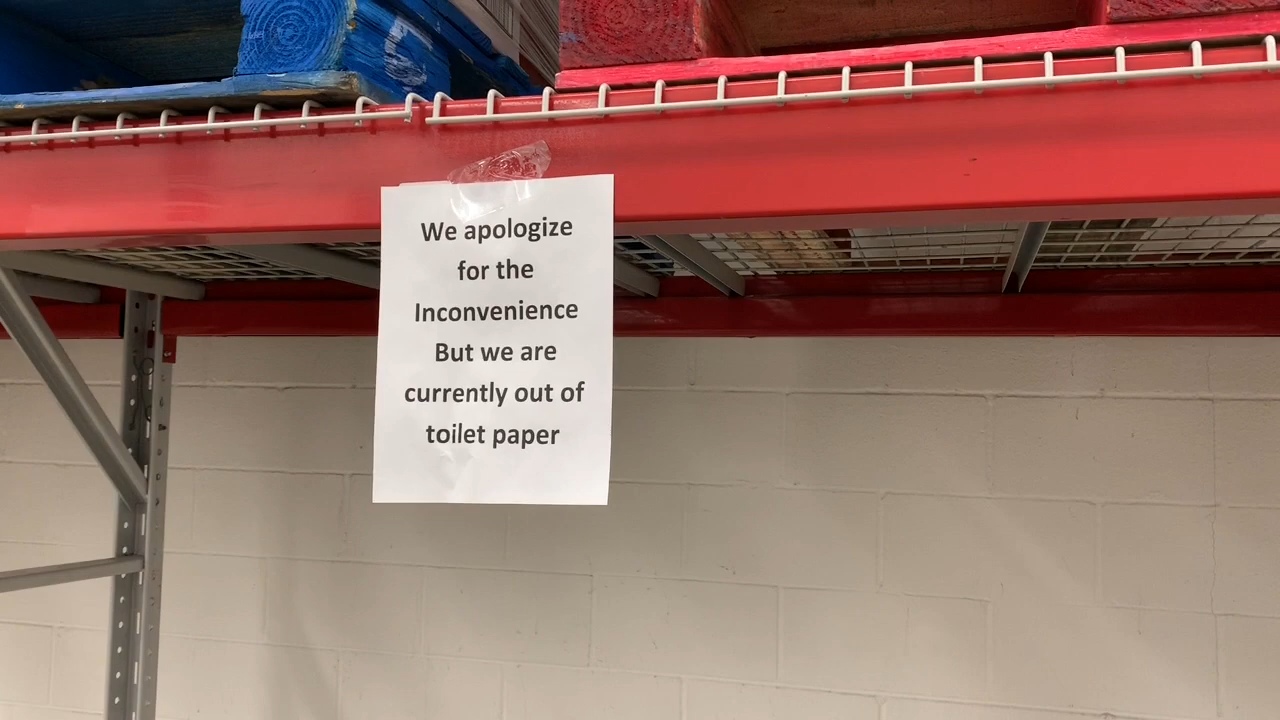 We apologize
for the
Inconvenience
But we are
currently out of
toilet paper